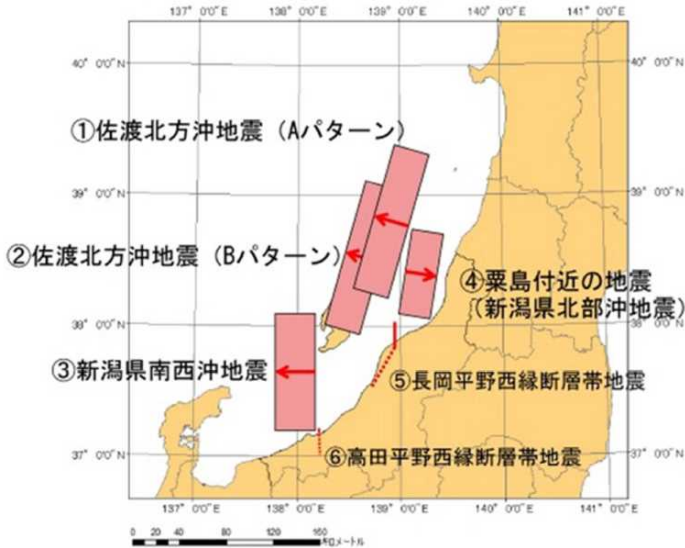 137° 0'0"E
138° 0'0"E
139° 0'0"E
140° 0'0"E
141° 0'0"E
40° 0'0"N
40° 0'0"N
①佐渡北方沖地震(Aパターン)
39° 0'0"N
39° 0'0"N
②佐渡北方沖地震(Bパターン)
④粟島付近の地震
(新潟県北部沖地震)
38° 0'0"N
38° 0'0"N
③新潟県南西沖地震
⑤長岡平野西縁断層帯地震
37° 0'0"N
37° 0'0"N
⑥高田平野西縁断層帯地震
137° 0'0"E
138° 0'0"E
139° 0'0"E
140° 0'0"E
141° 0'0"E
0 20 40 80 120 160
キロメートル